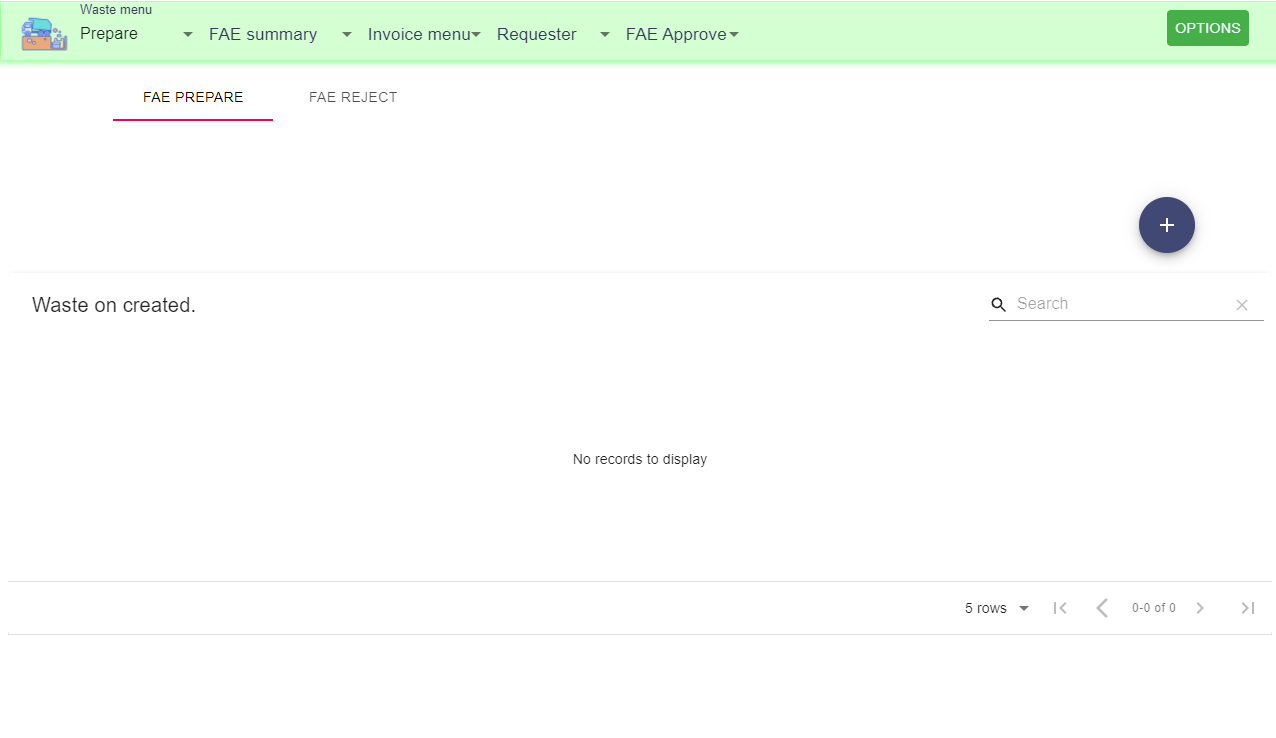 Waste menu
Prepare FAE summary Invoice menu Requester FAE Approve OPTIONS
FAE PREPARE FAE REJECT
Waste on created. Search
No records to display
5 rows 0-0 of 0